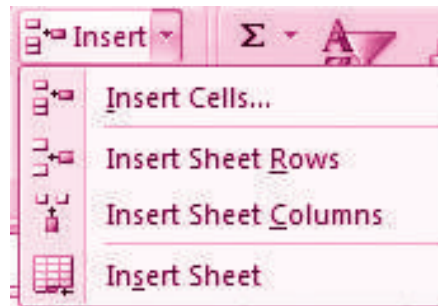 Insert Σ
Insert Cells...
Insert Sheet Rows
Insert Sheet Columns
Insert Sheet